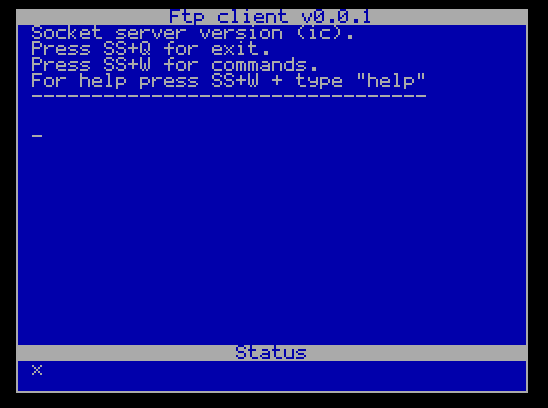 Ftp client v0.0.1
Socket server version (ic).
Press SS+Q for exit.
Press SS+W for commands.
For help press SS+W + type "help"
---------------------------------
_
Status
x